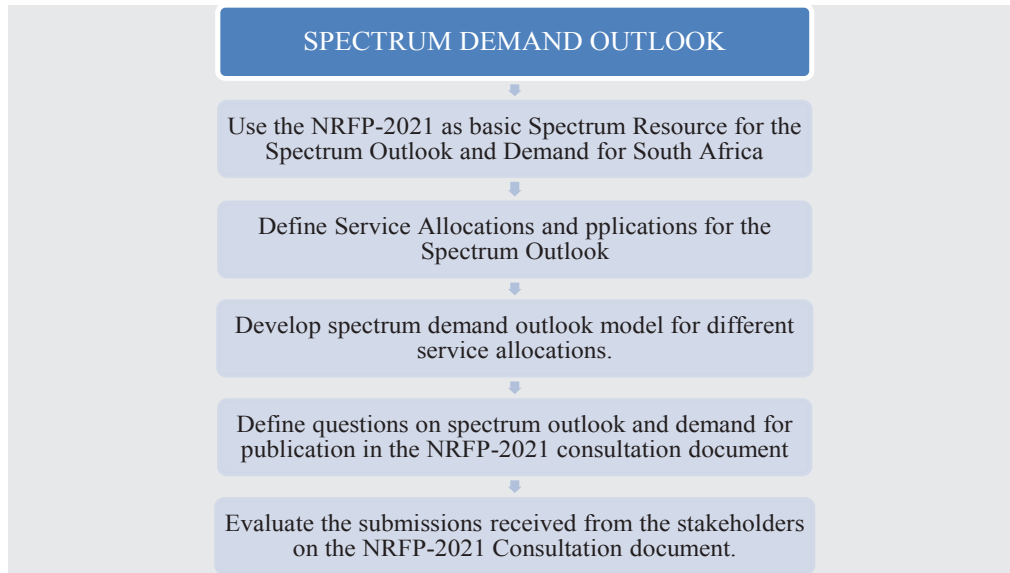 SPECTRUM DEMAND OUTLOOK
Use the NRFP-2021 as basic Spectrum Resource for the
Spectrum Outlook and Demand for South Africa
Define Service Allocations and pplications for the
Spectrum Outlook
Develop spectrum demand outlook model for different
service allocations.
Define questions on spectrum outlook and demand for
publication in the NRFP-2021 consultation document
Evaluate the submissions received from the stakeholders
on the NRFP-2021 Consultation document.